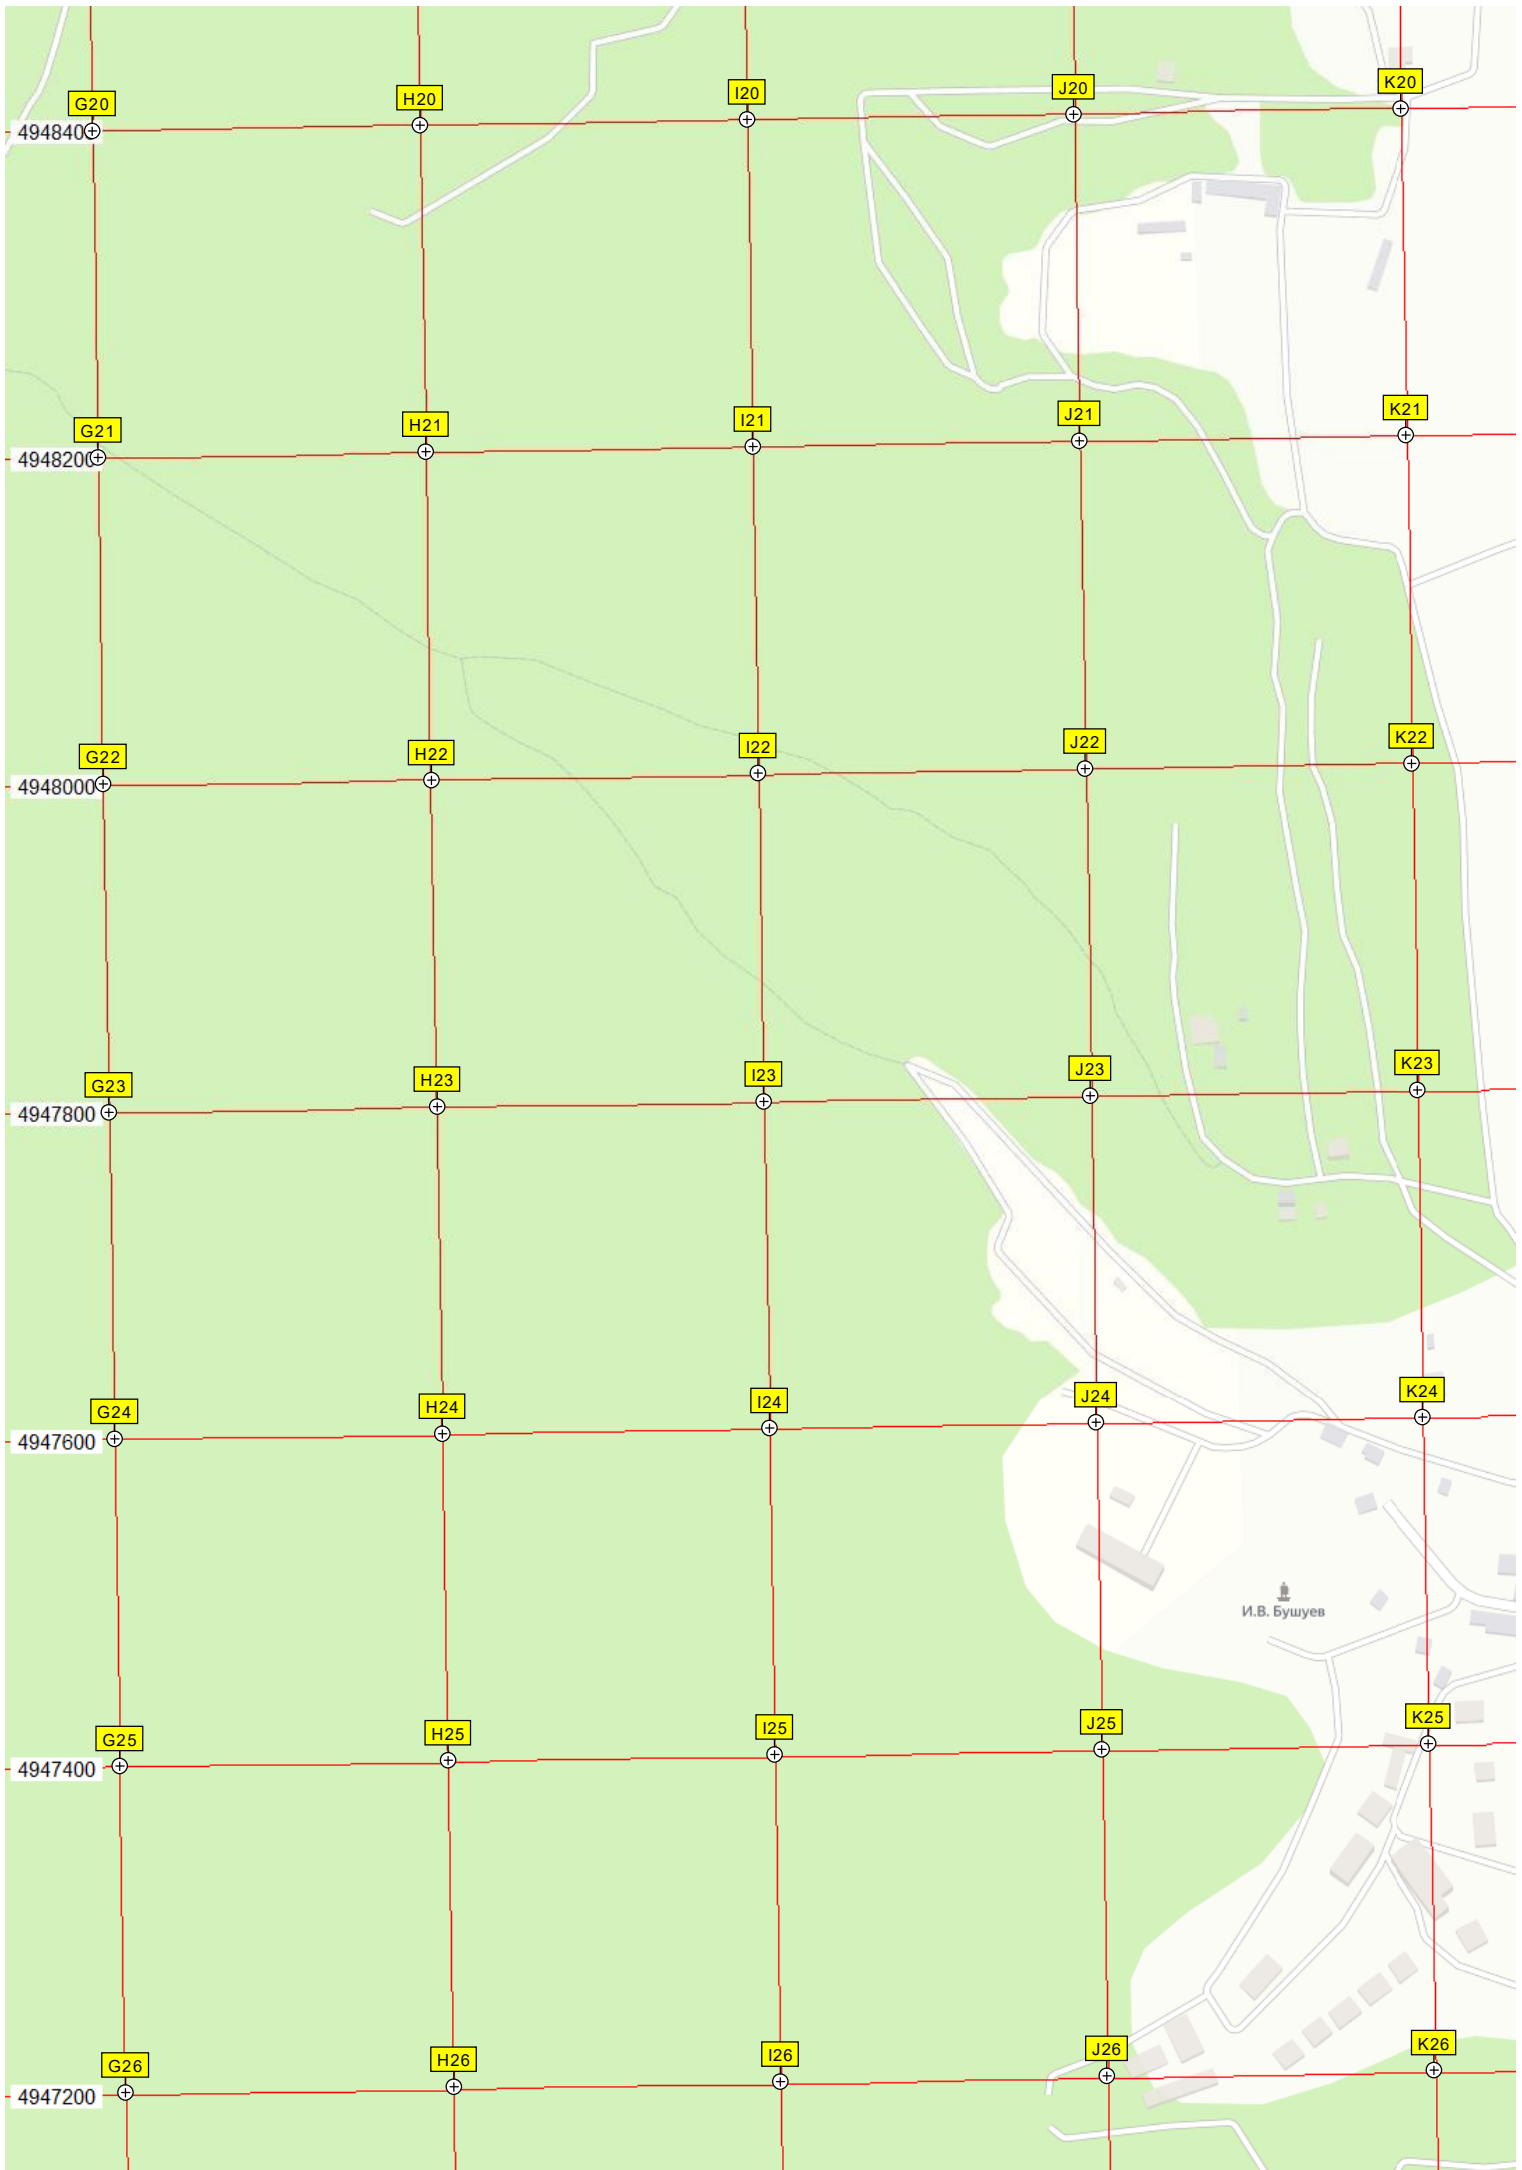 G20 H20 I20 J20 K20
4948400
G21 H21 I21 J21 K21
4948200
G22 H22 I22 J22 K22
4948000
G23 H23 I23 J23 K23
4947800
G24 H24 I24 J24 K24
4947600
И.В. Бушуев
G25 H25 I25 J25 K25
4947400
G26 H26 I26 J26 K26
4947200